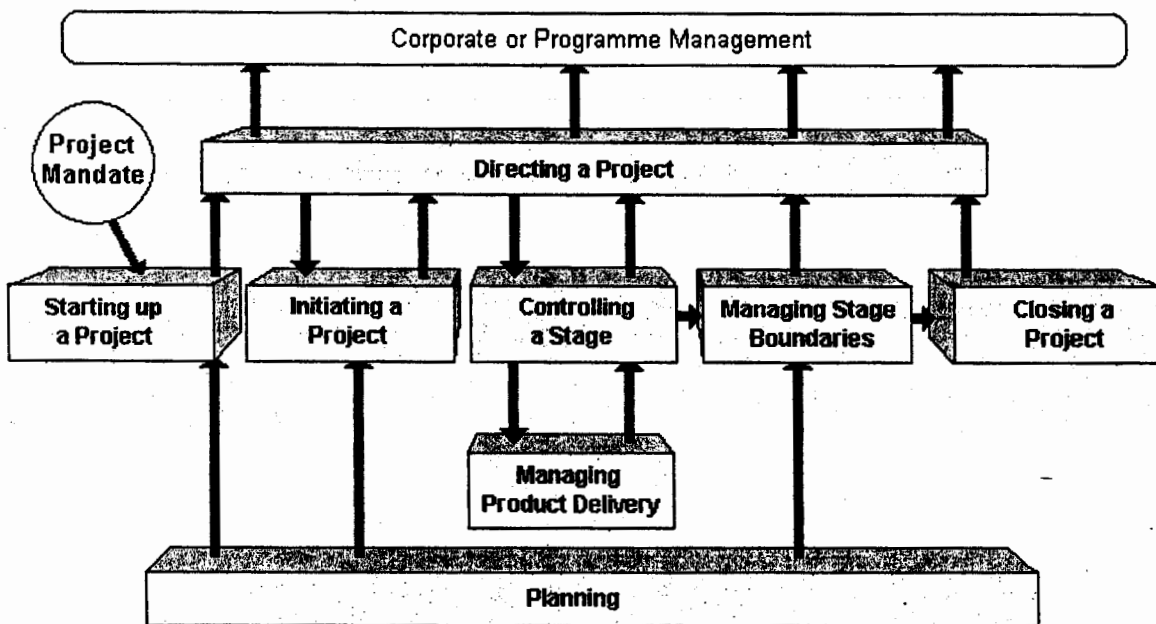 Corporate or Programme Management
Project
Mandate
Directing a Project
Starting up
a Project
Initiating a
Project
Controlling
a Stage
Managing Stage
Boundaries
Closing a
Project
Managing
Product Delivery
Planning